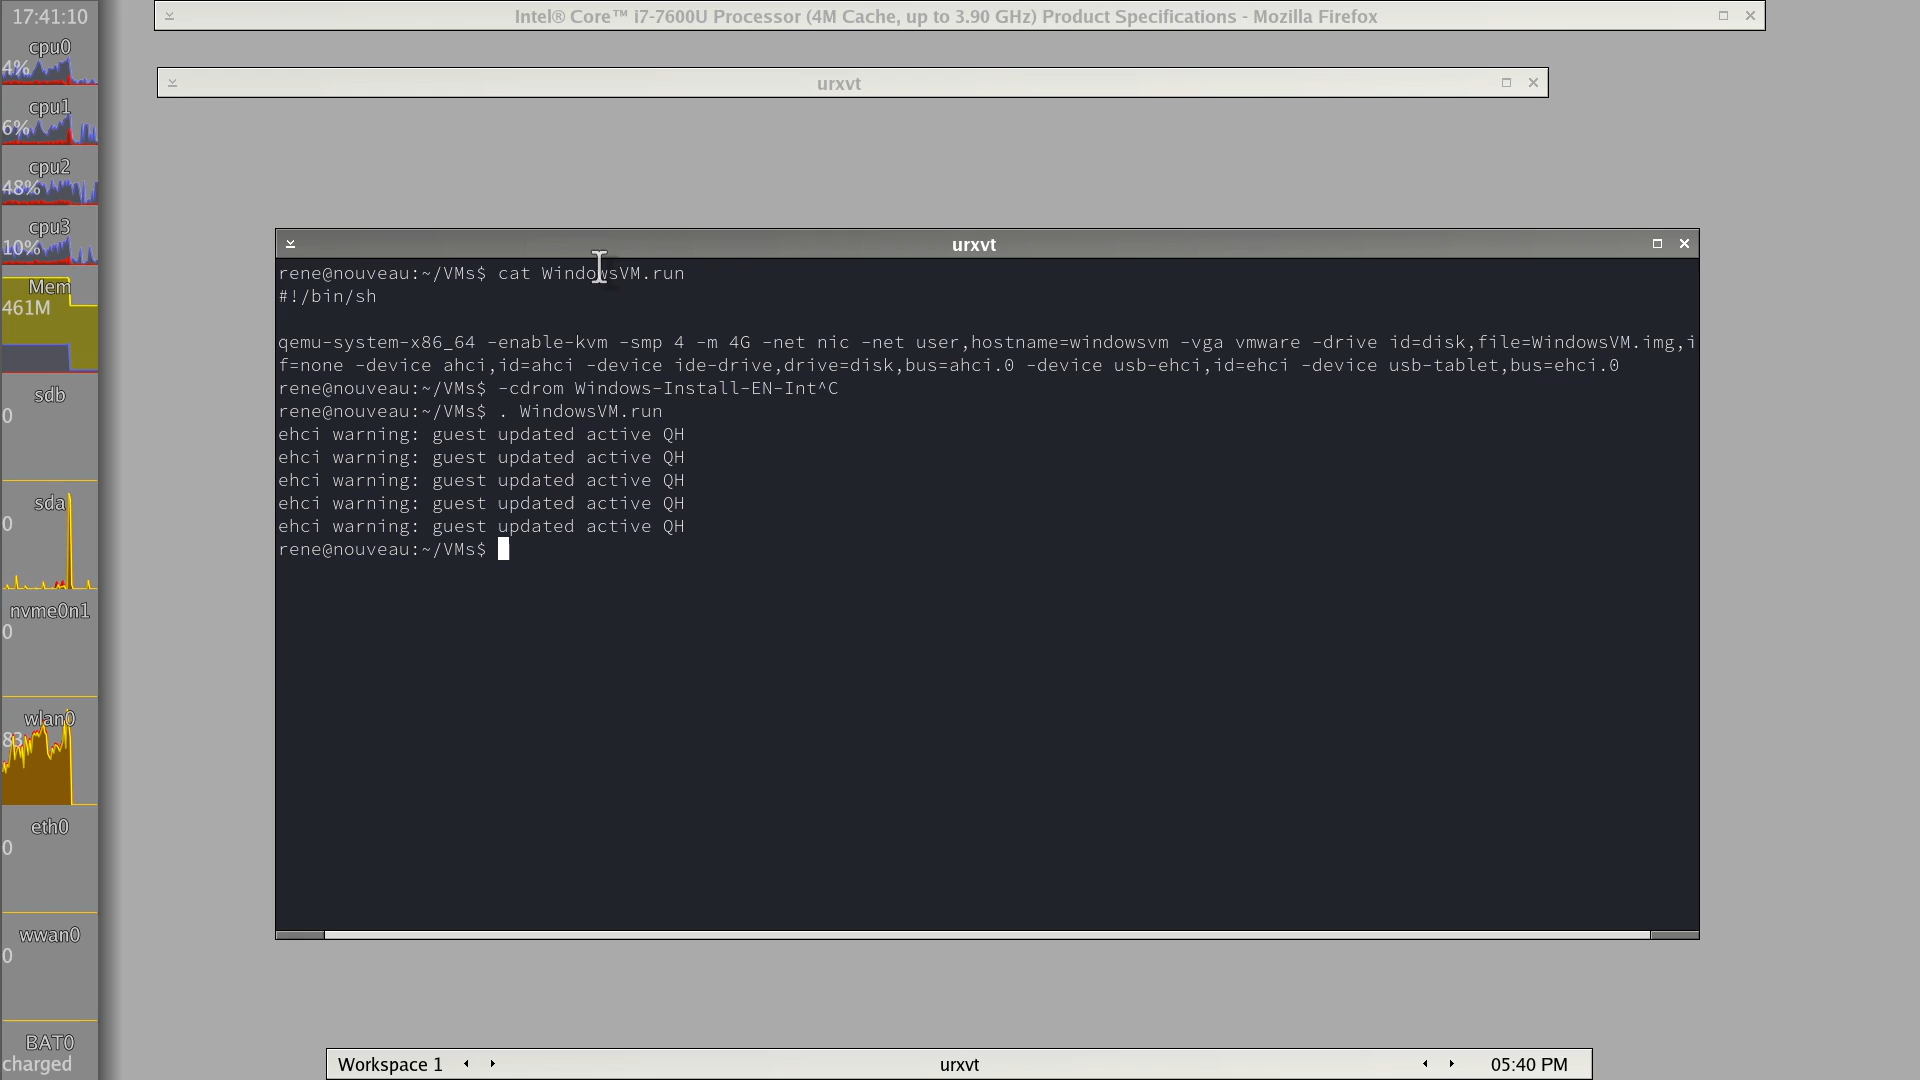 17:41:10
cpu0
4%
cpu1
6%
cpu2
48%
cpu3
10%
Mem
461M
sdb
0
sda
0
nvme0n1
0
wlan0
83
eth0
0
wwan0
0
BAT0
charged
Intel® Core™ i7-7600U Processor (4M Cache, up to 3.90 GHz) Product Specifications - Mozilla Firefox
urxvt
urxvt
rene@nouveau:~/VMs$ cat WindowsVM.run
#!/bin/sh
qemu-system-x86_64 -enable-kvm -smp 4 -m 4G -net nic -net user,hostname=windowsvm -vga vmware -drive id=disk,file=WindowsVM.img,i
f=none -device ahci,id=ahci -device ide-drive,drive=disk,bus=ahci.0 -device usb-ehci,id=ehci -device usb-tablet,bus=ehci.0
rene@nouveau:~/VMs$ -cdrom Windows-Install-EN-Int^C
rene@nouveau:~/VMs$ . WindowsVM.run
ehci warning: guest updated active QH
ehci warning: guest updated active QH
ehci warning: guest updated active QH
ehci warning: guest updated active QH
ehci warning: guest updated active QH
rene@nouveau:~/VMs$
Workspace 1
urxvt
05:40 PM